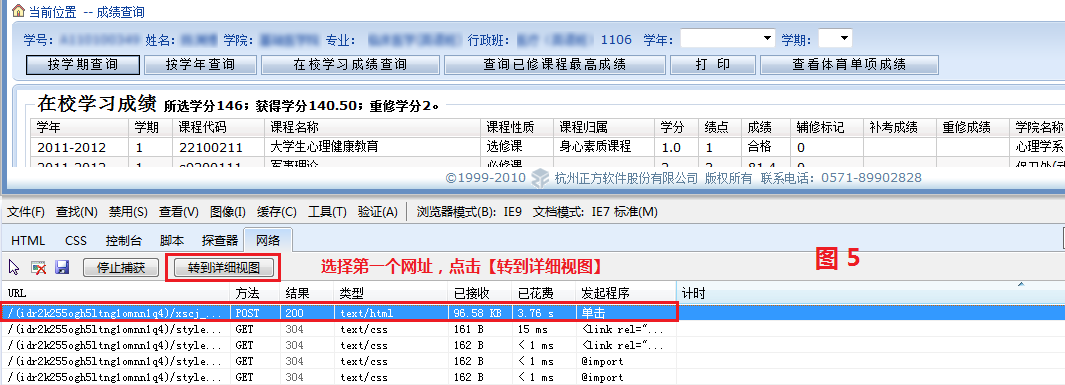 当前位置 -- 成绩查询
学号： 姓名： 学院： 专业： 行政班： 1106 学年： 学期：
按学期查询 按学年查询 在校学习成绩查询 查询已修课程最高成绩 打 印 查看体育单项成绩
在校学习成绩 所选学分146；获得学分140.50；重修学分2。
学年 学期 课程代码 课程名称 课程性质 课程归属 学分 绩点 成绩 辅修标记 补考成绩 重修成绩 学院名称
2011-2012 1 22100211 大学生心理健康教育 选修课 身心素质课程 1.0 1 合格 0 心理学系
2011-2012 1 c0200111 军事理论 必修课 2 3 81.4 0
©1999-2010 杭州正方软件股份有限公司 版权所有 联系电话：0571-89902828
文件(F) 查找(N) 禁用(S) 查看(V) 图像(I) 缓存(C) 工具(T) 验证(A) 浏览器模式(B)： IE9 文档模式： IE7 标准(M)
HTML CSS 控制台 脚本 探查器 网络
停止捕获 转到详细视图 选择第一个网址，点击【转到详细视图】 图 5
URL 方法 结果 类型 已接收 已花费 发起程序 计时
/(idr2k255ogh5ltng1omnn1q4)/xscj_... POST 200 text/html 96.58 KB 3.76 s 单击
/(idr2k255ogh5ltng1omnn1q4)/style... GET 304 text/css 161 B 15 ms <link rel="...
/(idr2k255ogh5ltng1omnn1q4)/style... GET 304 text/css 162 B < 1 ms <link rel="...
/(idr2k255ogh5ltng1omnn1q4)/style... GET 304 text/css 162 B < 1 ms @import
/(idr2k255ogh5ltng1omnn1q4)/style... GET 304 text/css 162 B < 1 ms @import